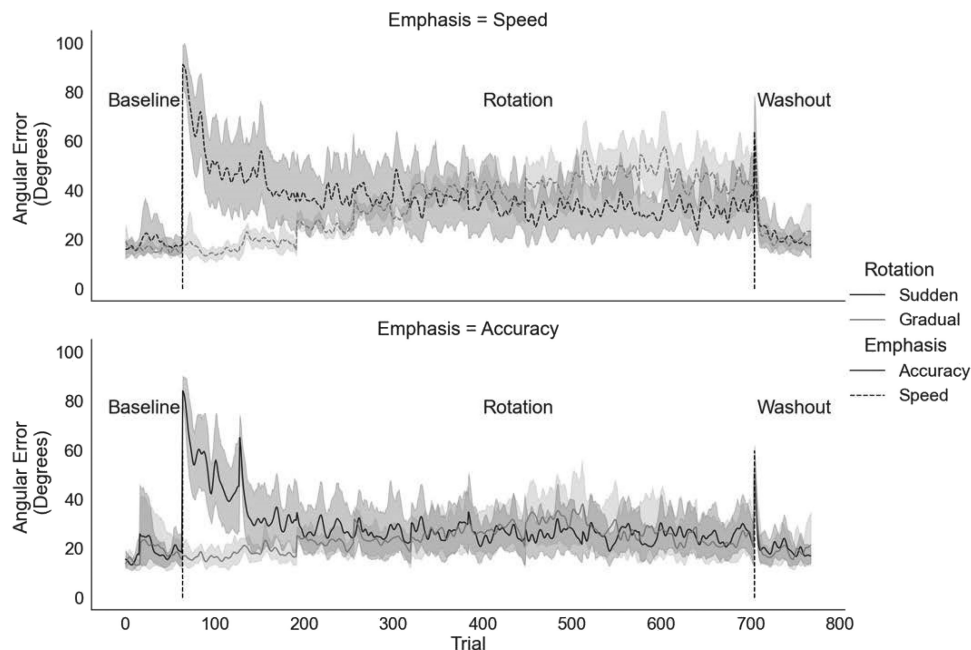 Emphasis = Speed
100
80
60
40
20
0
Angular Error
(Degrees)
Baseline
Rotation
Washout
Rotation
Sudden
Gradual
Emphasis
Accuracy
Speed
Emphasis = Accuracy
100
80
60
40
20
0
Angular Error
(Degrees)
Baseline
Rotation
Washout
0 100 200 300 400 500 600 700 800
Trial